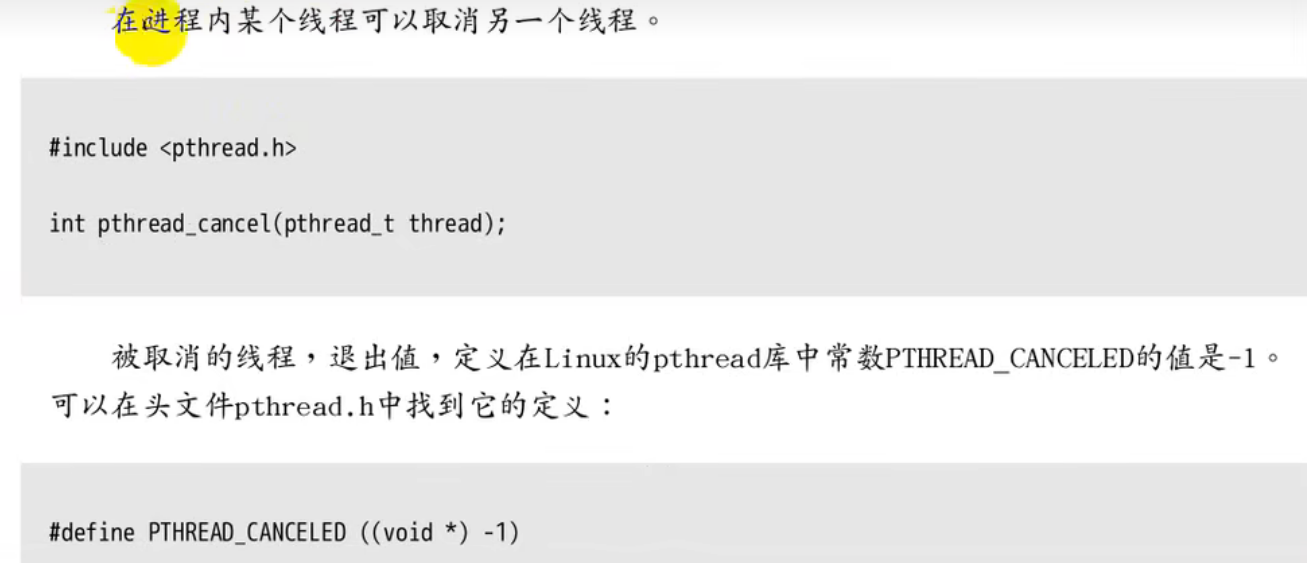 在进程内某个线程可以取消另一个线程。
#include <pthread.h>
int pthread_cancel(pthread_t thread);
被取消的线程，退出值，定义在Linux的pthread库中常数PTHREAD_CANCELED的值是-1。
可以在头文件pthread.h中找到它的定义：
#define PTHREAD_CANCELED ((void *) -1)